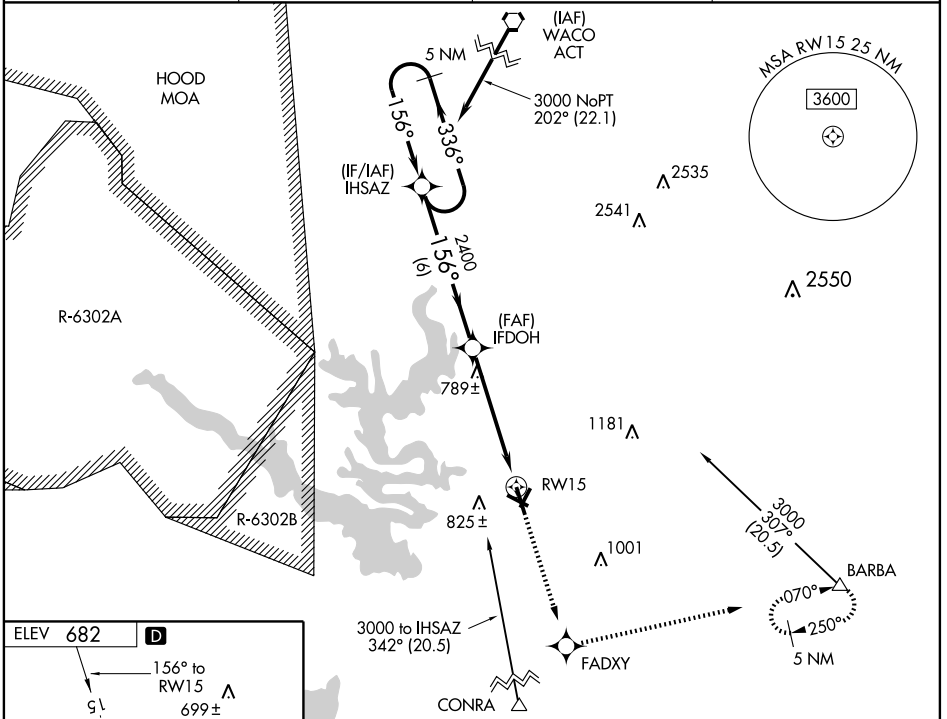 HOOD
MOA
(IAF)
WACO
ACT
5 NM
3000 NoPT
202° (22.1)
156°
336°
(IF/IAF)
IHSAZ
MSA RW15 25 NM
3600
2535
2541
2550
2400
156°
(6)
R-6302A
(FAF)
IFDOH
789±
1181
RW15
825±
R-6302B
1001
3000
307°
(20.5)
BARBA
070°
250°
5 NM
3000 to IHSAZ
342° (20.5)
FADXY
CONRA
ELEV 682
D
156° to
RW15
699±
15